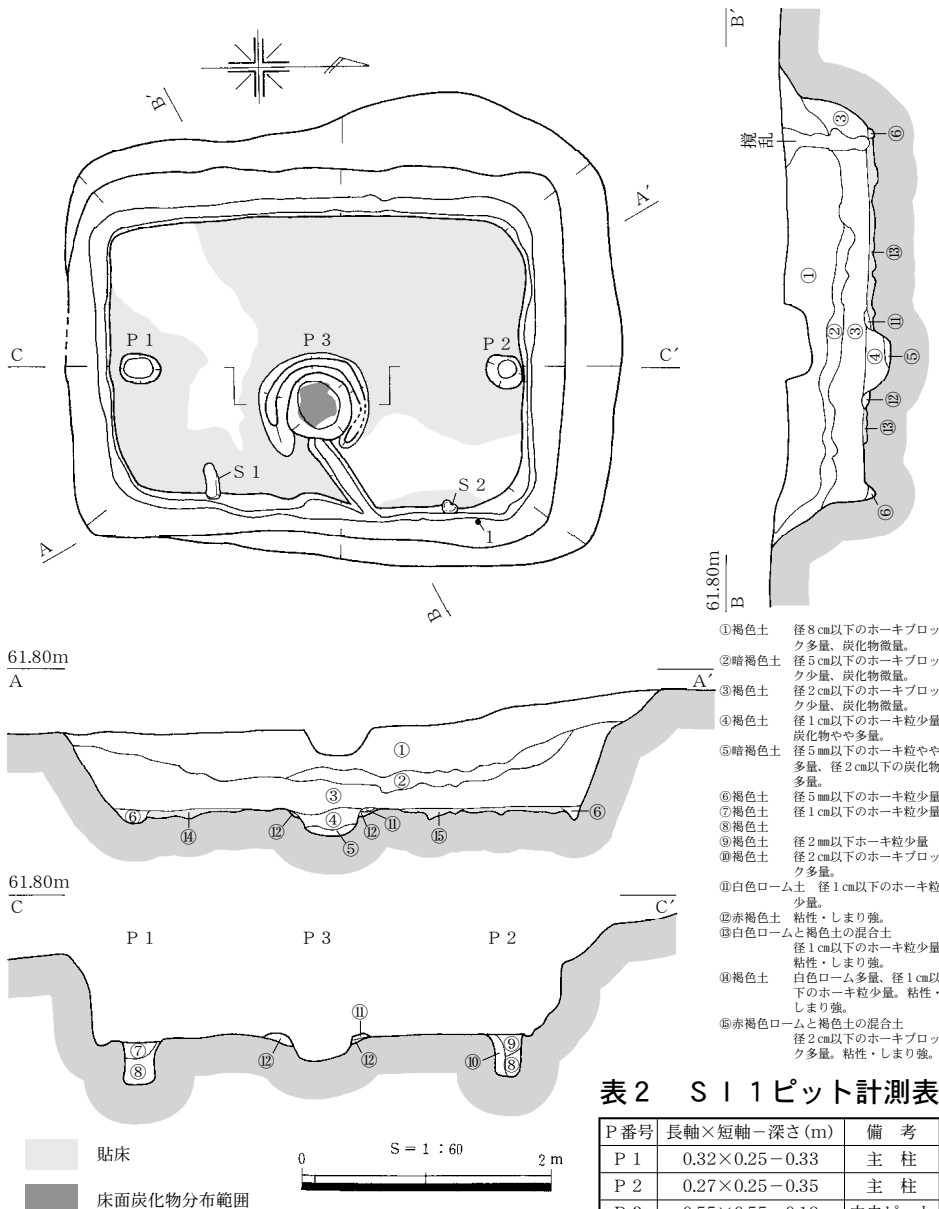 B′
A′
P 1
P 3
P 2
C
C′
S 1
S 2
1
A
B
B′
撹乱
③
⑥
⑬
①
⑪
②
③
④
⑤
⑫
⑬
⑥
61.80m
B
61.80m
A
A′
①
②
③
⑥
⑭
⑫
④
⑤
⑫
⑪
⑮
⑥
61.80m
C
C′
P 1
P 3
P 2
⑦
⑧
⑫
⑪
⑫
⑩
⑨
⑧
①褐色土 径8㎝以下のホーキブロッ
ク多量、炭化物微量。
②暗褐色土 径5㎝以下のホーキブロッ
ク少量、炭化物微量。
③褐色土 径2㎝以下のホーキブロッ
ク少量、炭化物微量。
④褐色土 径1㎝以下のホーキ粒少量
炭化物やや多量。
⑤暗褐色土 径5㎜以下のホーキ粒やや
多量、径2㎝以下の炭化物
多量。
⑥褐色土 径5㎜以下のホーキ粒少量
⑦褐色土 径1㎝以下のホーキ粒少量
⑧褐色土
⑨褐色土 径2㎜以下ホーキ粒少量
⑩褐色土 径2㎝以下のホーキブロッ
ク多量。
⑪白色ローム土 径1㎝以下のホーキ粒
少量。
⑫赤褐色土 粘性・しまり強。
⑬白色ロームと褐色土の混合土
径1㎝以下のホーキ粒少量
粘性・しまり強。
⑭褐色土 白色ローム多量、径1㎝以
下のホーキ粒少量。粘性・
しまり強。
⑮赤褐色ロームと褐色土の混合土
径2㎝以下のホーキブロッ
ク多量。粘性・しまり強。
貼床
床面炭化物分布範囲
S＝1：60
0 2 m
表2 SI1ピット計測表
P番号 長軸×短軸−深さ(m) 備 考
P 1 0.32×0.25−0.33 主 柱
P 2 0.27×0.25−0.35 主 柱